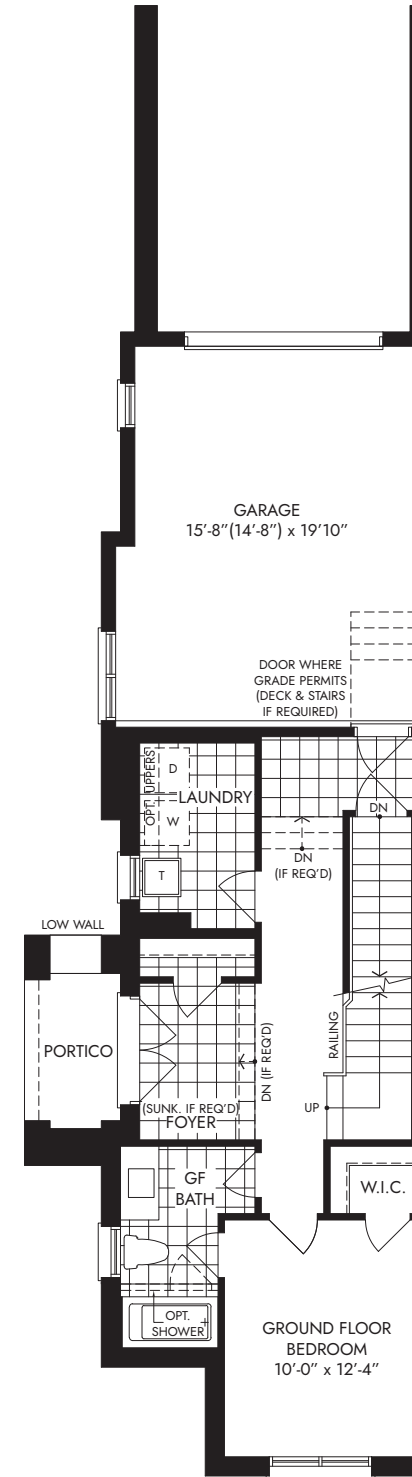 GARAGE
15'-8"(14'-8") x 19'10"
DOOR WHERE
GRADE PERMITS
(DECK & STAIRS
IF REQUIRED)
OPT. UPPERS
D
LAUNDRY
W
T
DN
DN
(IF REQ'D)
LOW WALL
PORTICO
DN (IF REQ'D)
RAILING
(SUNK. IF REQ'D)
FOYER
UP
GF
BATH
W.I.C.
OPT.
SHOWER
GROUND FLOOR
BEDROOM
10'-0" x 12'-4"